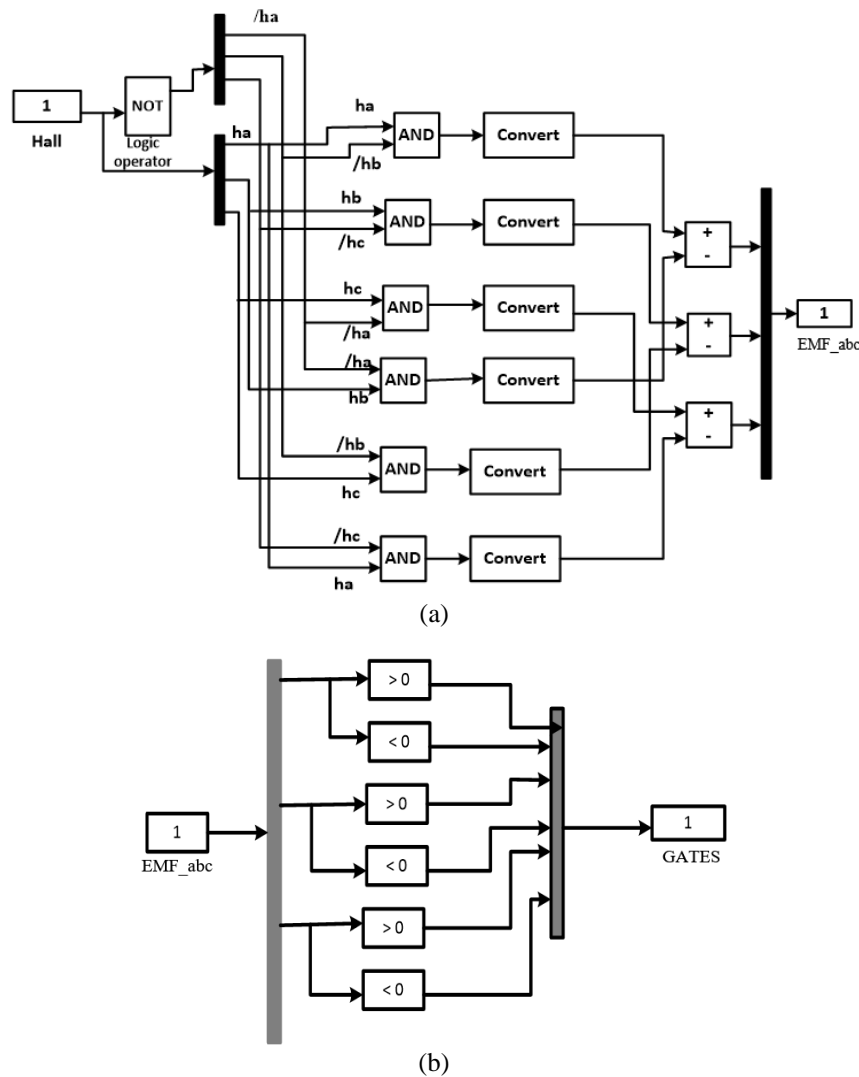 /ha
1
NOT
Hall
Logic
operator
ha
ha
/hb
AND
Convert
hb
/hc
AND
Convert
hc
/ha
AND
Convert
/ha
hb
AND
Convert
/hb
hc
AND
Convert
/hc
ha
AND
Convert
+
-
+
-
+
-
1
EMF_abc
(a)
1
EMF_abc
> 0
< 0
> 0
< 0
> 0
< 0
1
GATES
(b)